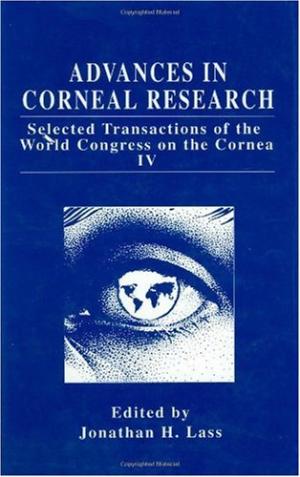 ADVANCES IN
CORNEAL RESEARCH
Selected Transactions of the
World Congress on the Cornea
IV
Edited by
Jonathan H. Lass